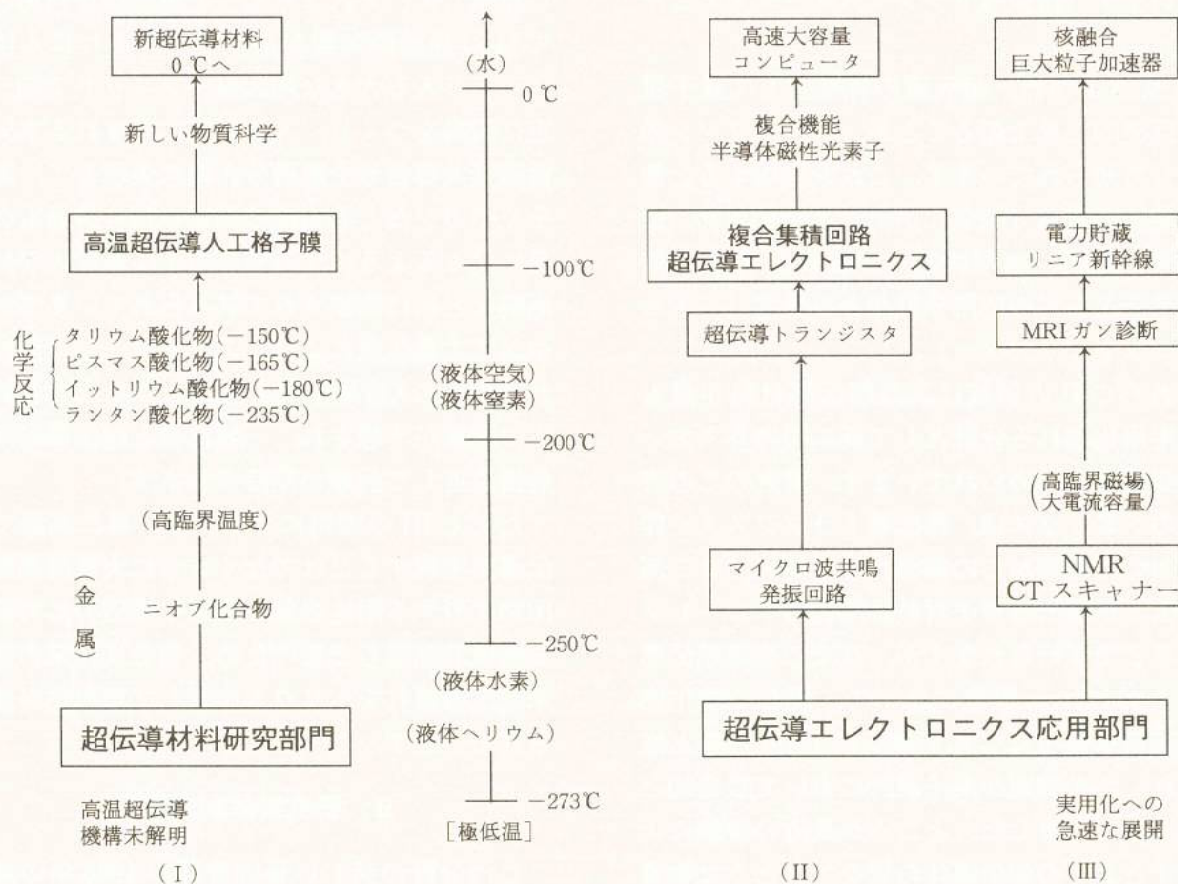 新超伝導材料
0℃へ
新しい物質科学
高温超伝導人工格子膜
化学反応
タリウム酸化物(−150℃)
ビスマス酸化物(−165℃)
イットリウム酸化物(−180℃)
ランタン酸化物(−235℃)
(高臨界温度)
(金属)
ニオブ化合物
超伝導材料研究部門
高温超伝導
機構未解明
(Ⅰ)
(水)
0℃
−100℃
(液体空気)
(液体窒素)
−200℃
−250℃
(液体水素)
(液体ヘリウム)
−273℃
[極低温]
高速大容量
コンピュータ
複合機能
半導体磁性光素子
複合集積回路
超伝導エレクトロニクス
超伝導トランジスタ
マイクロ波共鳴
発振回路
核融合
巨大粒子加速器
電力貯蔵
リニア新幹線
MRIガン診断
(高臨界磁場
大電流容量)
NMR
CTスキャナー
超伝導エレクトロニクス応用部門
実用化への
急速な展開
(Ⅱ)
(Ⅲ)